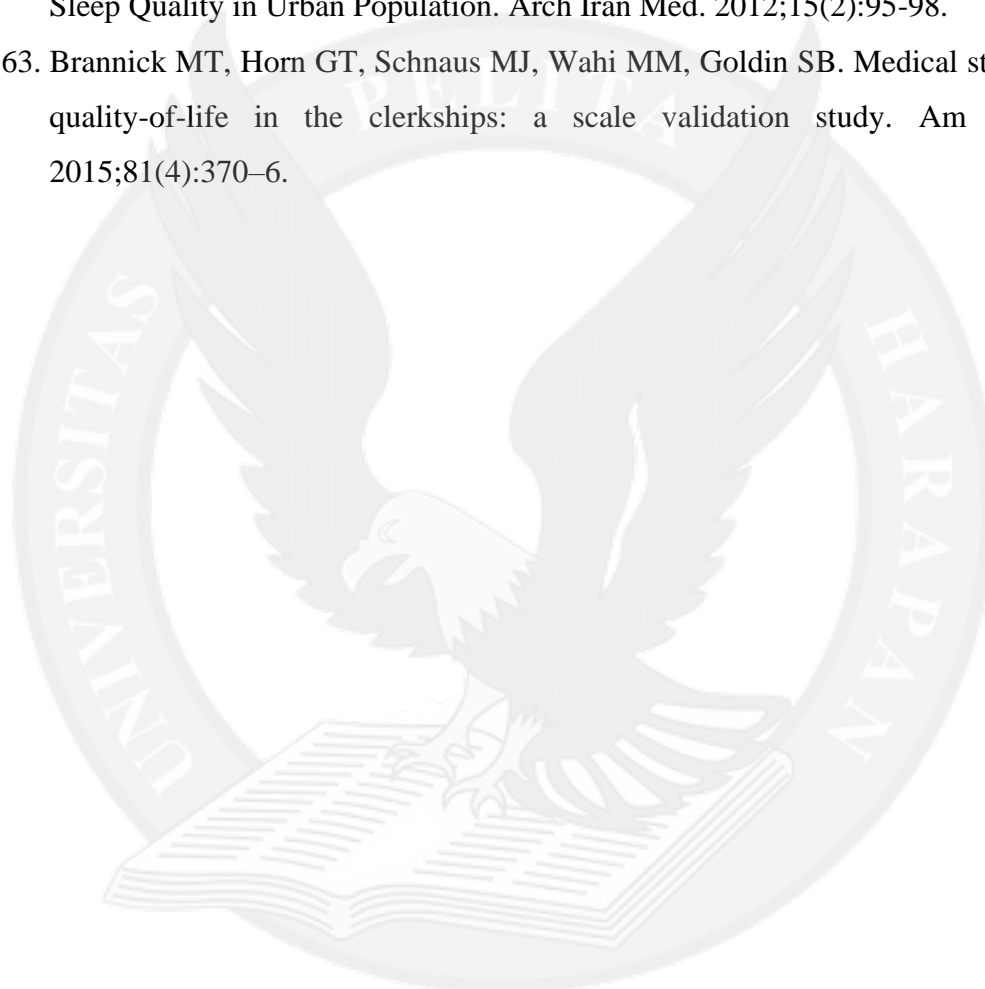 Sleep Quality in Urban Population. Arch Iran Med. 2012;15(2):95-98.
63. Brannick MT, Horn GT, Schnaus MJ, Wahi MM, Goldin SB. Medical st
quality-of-life in the clerkships: a scale validation study. Am
2015;81(4):370–6.
UNIVERSITAS PELITA HARAPAN